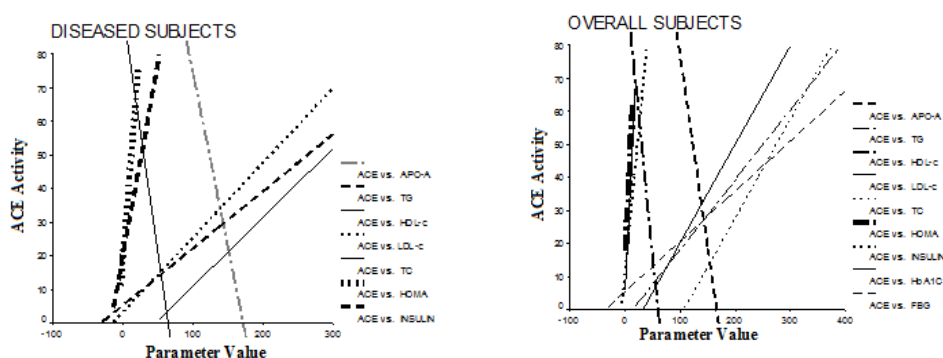 DISEASED SUBJECTS
80
70
60
50
40
30
20
10
0
-100
0
100
200
300
ACE Activity
Parameter Value
ACE vs. APO-A
ACE vs. TG
ACE vs. HDL-c
ACE vs. LDL-c
ACE vs. TC
ACE vs. HOMA
ACE vs. INSULIN
OVERALL SUBJECTS
80
70
60
50
40
30
20
10
0
-100
0
100
200
300
400
ACE Activity
Parameter Value
ACE vs. APO-A
ACE vs. TG
ACE vs. HDL-c
ACE vs. LDL-c
ACE vs. TC
ACE vs. HOMA
ACE vs. INSULIN
ACE vs. HbA1C
ACE vs. FBG